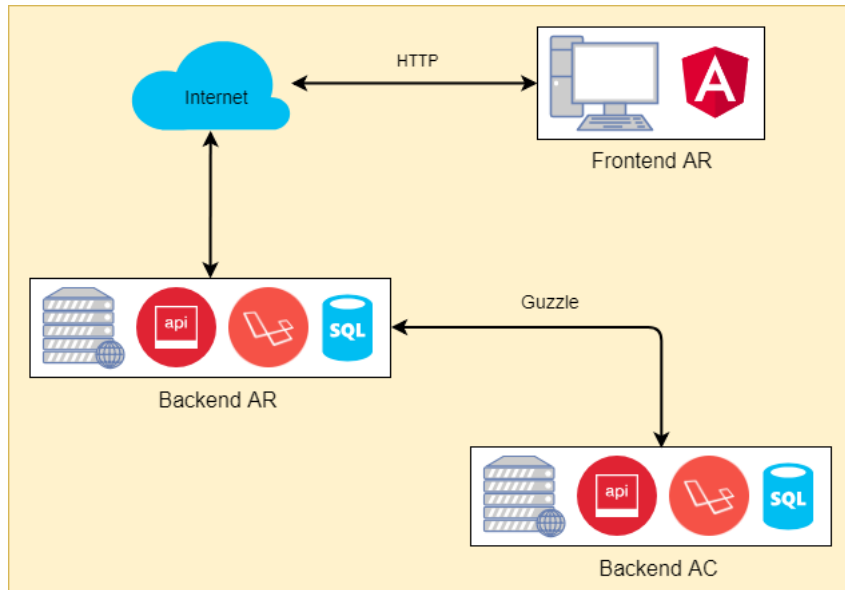 HTTP
Internet
A
Frontend AR
api
SQL
Guzzle
Backend AR
api
SQL
Backend AC